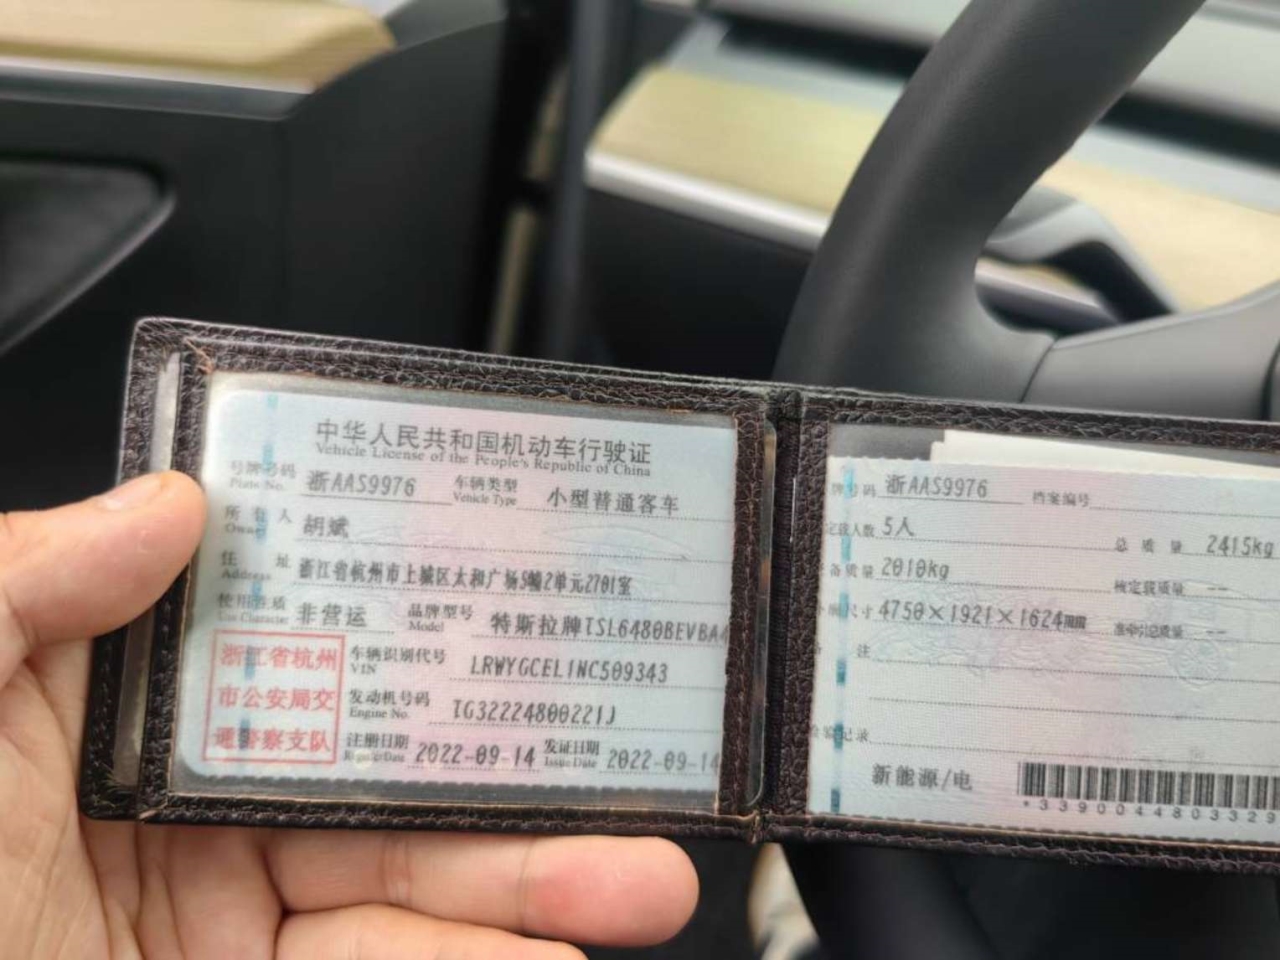 中华人民共和国机动车行驶证
Vehicle License of the People's Republic of China
号牌号码 浙AAS9976 车辆类型 小型普通客车
Plate No. Vehicle Type
所有人 胡斌
Owner
住址 浙江省杭州市上城区太和广场5幢2单元2701室
Address
使用性质 非营运 品牌型号 特斯拉牌TSL6480BEVBA4
Use Character Model
浙江省杭州
市公安局交
通警察支队
车辆识别代号 LRWYGCEL1NC509343
VIN
发动机号码 TG32224800221J
Engine No.
注册日期 2022-09-14 发证日期 2022-09-14
Register Date Issue Date
牌号码 浙AAS9976 档案编号
定载人数 5人 总质量 2415kg
备质量 2010kg 核定载质量 --
尺寸 4750×1921×1624 准牵引总质量 --
注
记录
新能源/电
*3390044803329